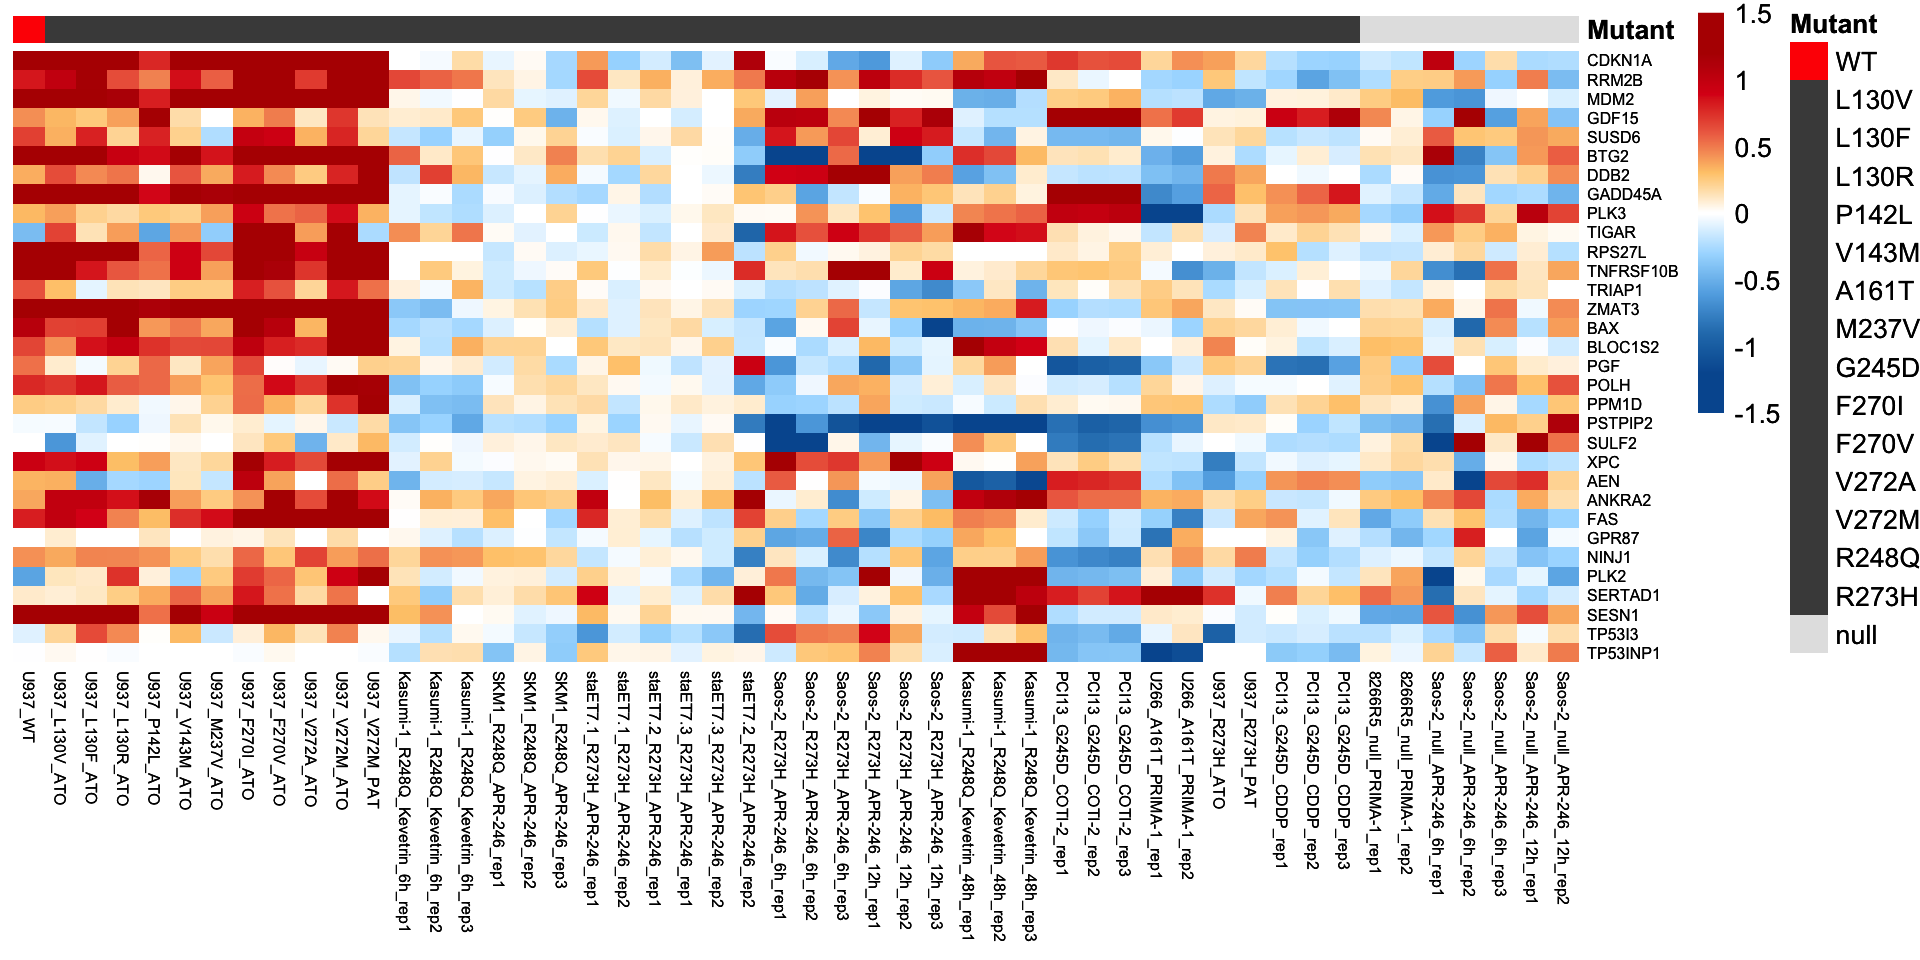 Mutant
CDKN1A
RRM2B
MDM2
GDF15
SUSD6
BTG2
DDB2
GADD45A
PLK3
TIGAR
RPS27L
TNFRSF10B
TRIAP1
ZMAT3
BAX
BLOC1S2
PGF
POLH
PPM1D
PSTPIP2
SULF2
XPC
AEN
ANKRA2
FAS
GPR87
NINJ1
PLK2
SERTAD1
SESN1
TP53I3
TP53INP1
1.5
1
0.5
0
-0.5
-1
-1.5
Mutant
WT
L130V
L130F
L130R
P142L
V143M
A161T
M237V
G245D
F270I
F270V
V272A
V272M
R248Q
R273H
null
U937_WT
U937_L130V_ATO
U937_L130F_ATO
U937_L130R_ATO
U937_P142L_ATO
U937_V143M_ATO
U937_M237V_ATO
U937_F270I_ATO
U937_F270V_ATO
U937_V272A_ATO
U937_V272M_ATO
U937_V272M_PAT
Kasumi-1_R248Q_Kevetrin_6h_rep1
Kasumi-1_R248Q_Kevetrin_6h_rep2
Kasumi-1_R248Q_Kevetrin_6h_rep3
SKM1_R248Q_APR-246_rep1
SKM1_R248Q_APR-246_rep2
SKM1_R248Q_APR-246_rep3
staET7.1_R273H_APR-246_rep1
staET7.1_R273H_APR-246_rep2
staET7.2_R273H_APR-246_rep1
staET7.3_R273H_APR-246_rep1
staET7.3_R273H_APR-246_rep2
staET7.2_R273H_APR-246_rep2
Saos-2_R273H_APR-246_6h_rep1
Saos-2_R273H_APR-246_6h_rep2
Saos-2_R273H_APR-246_6h_rep3
Saos-2_R273H_APR-246_12h_rep1
Saos-2_R273H_APR-246_12h_rep2
Saos-2_R273H_APR-246_12h_rep3
Kasumi-1_R248Q_Kevetrin_48h_rep1
Kasumi-1_R248Q_Kevetrin_48h_rep2
Kasumi-1_R248Q_Kevetrin_48h_rep3
PCI13_G245D_COTI-2_rep1
PCI13_G245D_COTI-2_rep2
PCI13_G245D_COTI-2_rep3
U266_A161T_PRIMA-1_rep1
U266_A161T_PRIMA-1_rep2
U937_R273H_ATO
U937_R273H_PAT
PCI13_G245D_CDDP_rep1
PCI13_G245D_CDDP_rep2
PCI13_G245D_CDDP_rep3
8266R5_null_PRIMA-1_rep1
8266R5_null_PRIMA-1_rep2
Saos-2_null_APR-246_6h_rep1
Saos-2_null_APR-246_6h_rep2
Saos-2_null_APR-246_6h_rep3
Saos-2_null_APR-246_12h_rep1
Saos-2_null_APR-246_12h_rep2